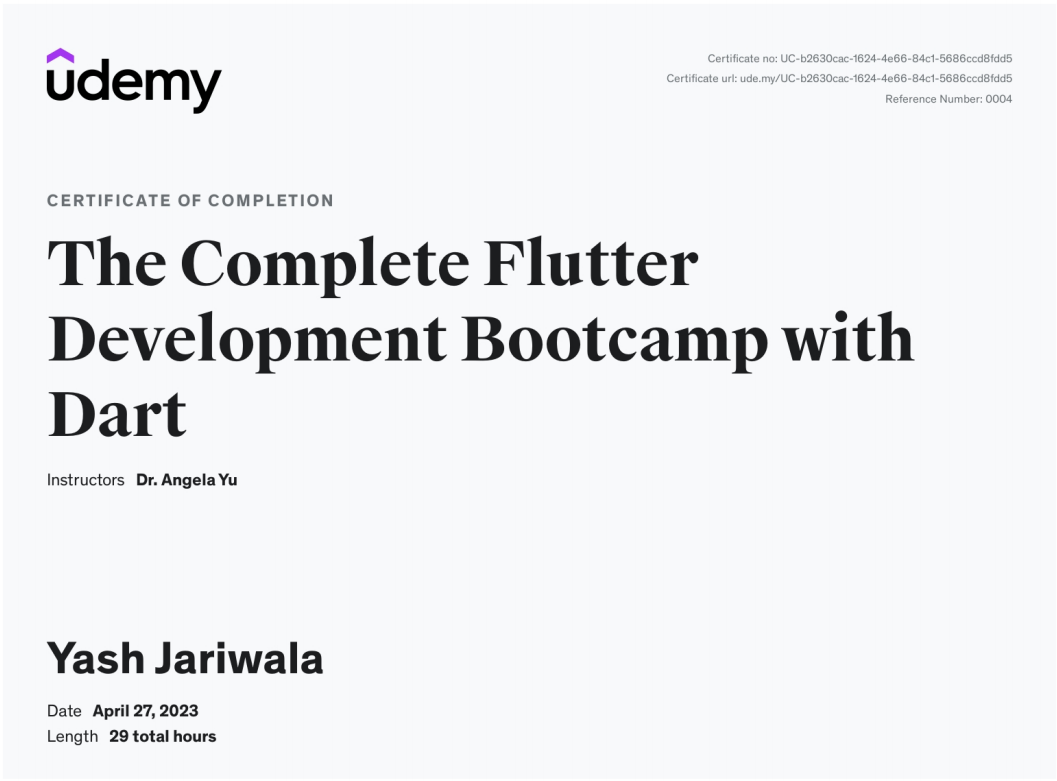 udemy
Certificate no: UC-b2630cac-1624-4e66-84c1-5686ccd8fdd5
Certificate url: ude.my/UC-b2630cac-1624-4e66-84c1-5686ccd8fdd5
Reference Number: 0004
CERTIFICATE OF COMPLETION
The Complete Flutter
Development Bootcamp with
Dart
Instructors Dr. Angela Yu
Yash Jariwala
Date April 27, 2023
Length 29 total hours